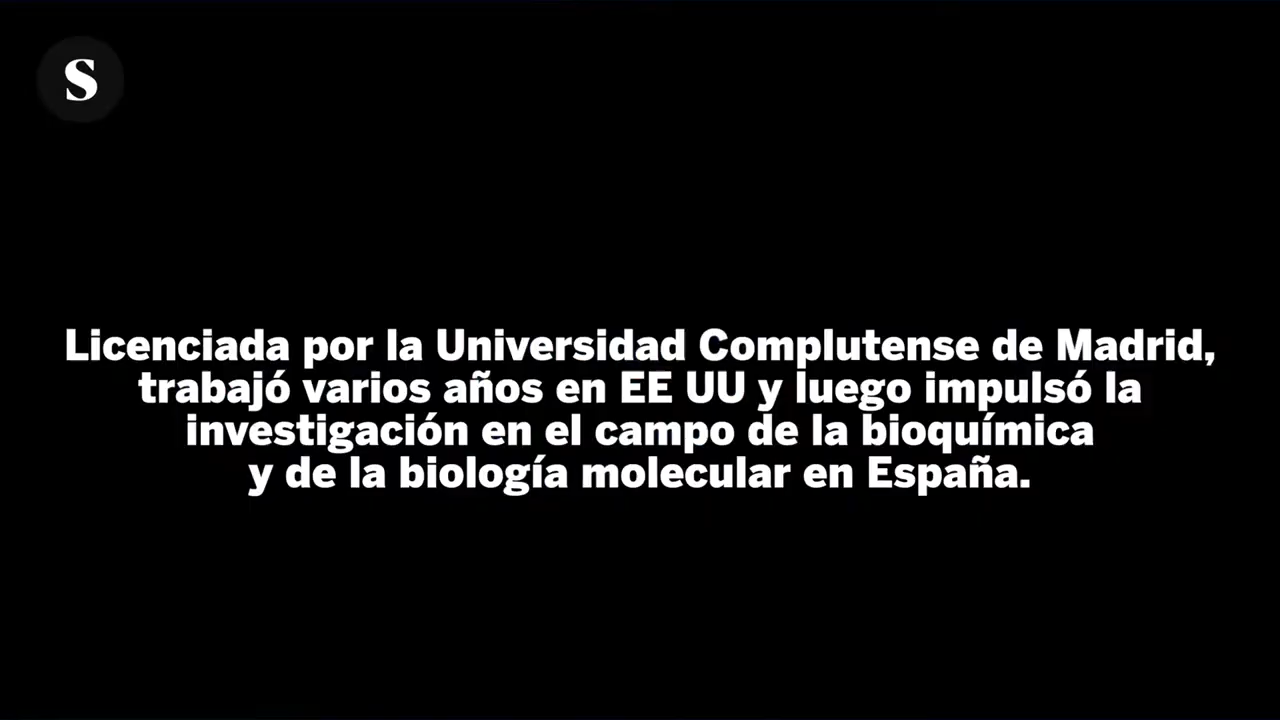 S
Licenciada por la Universidad Complutense de Madrid,
trabajó varios años en EE UU y luego impulsó la
investigación en el campo de la bioquímica
y de la biología molecular en España.